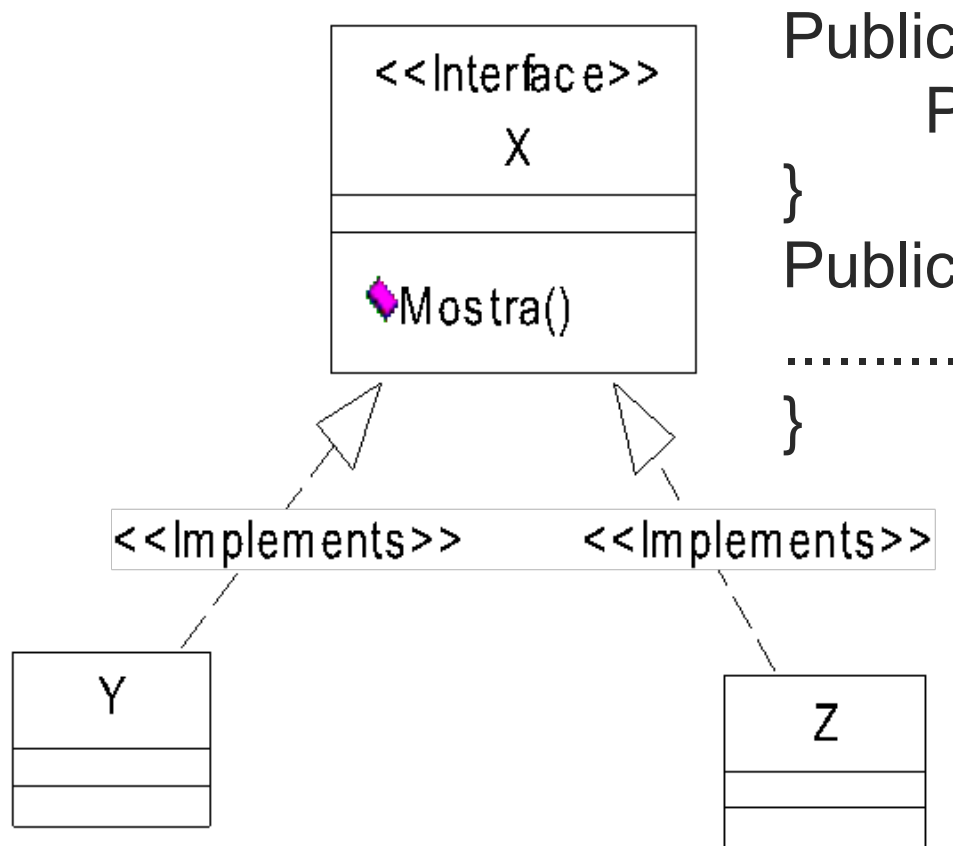 <<Interface>>
X
Mostra()
<<Implements>>
<<Implements>>
Y
Z
Public
P
}
Public
...........
}